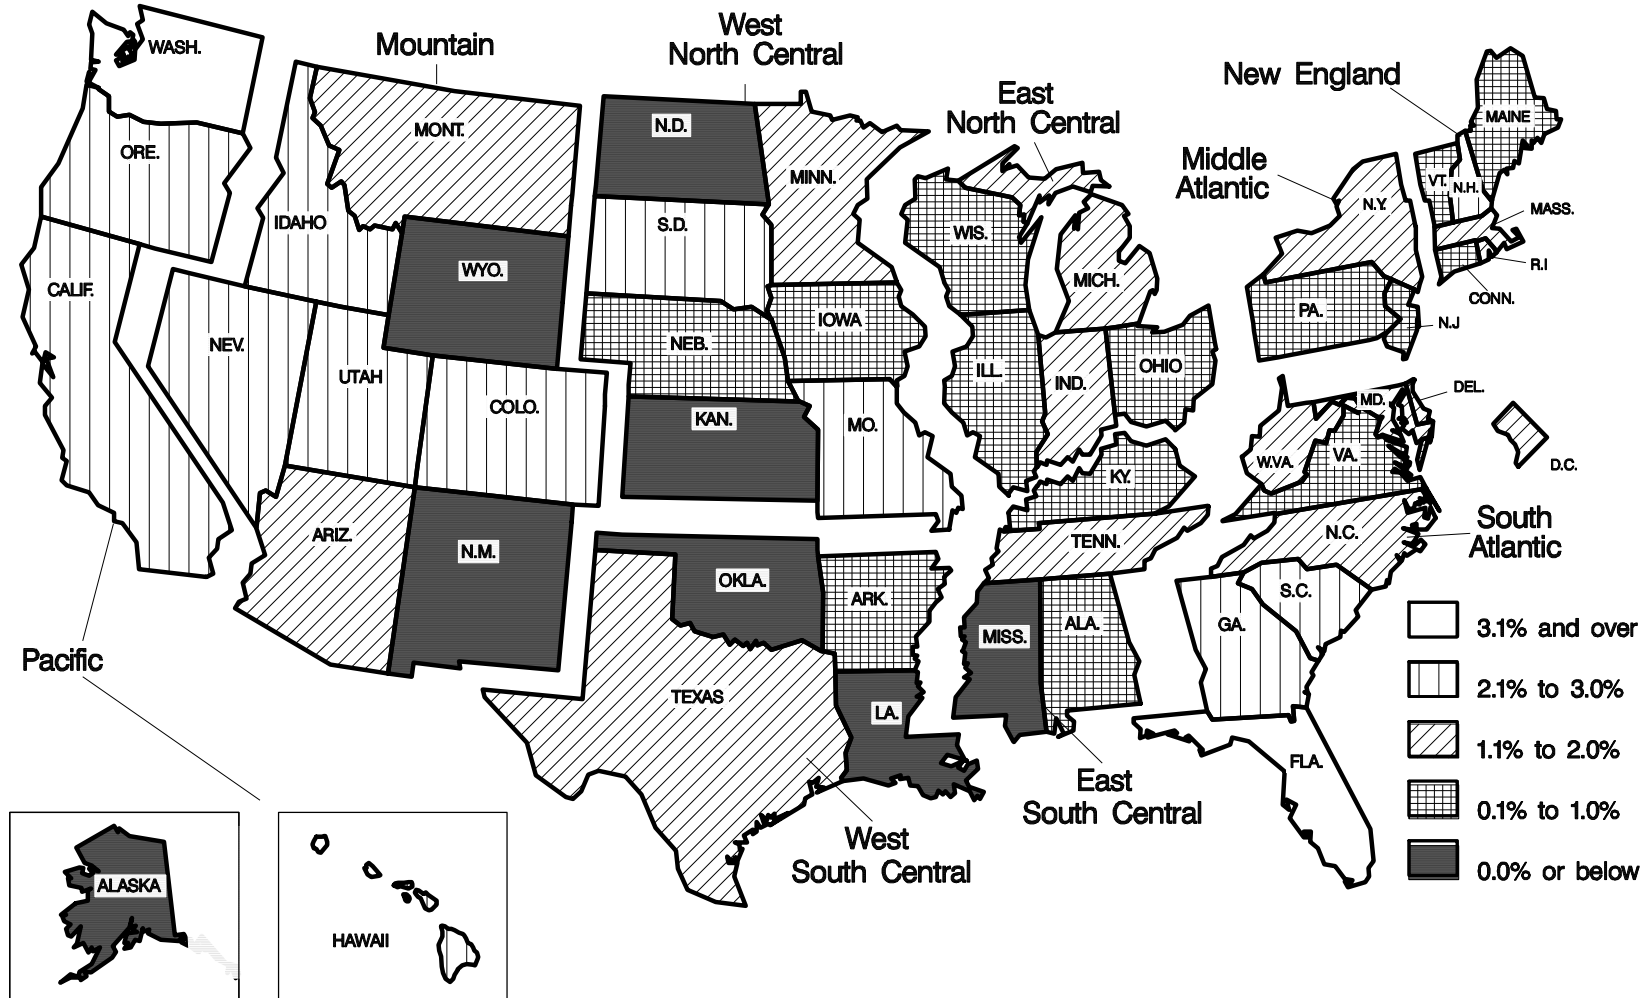 West
North Central
Mountain
New England
East
North Central
Middle
Atlantic
WASH.
MONT.
N.D.
MINN.
MAINE
ORE.
IDAHO
S.D.
WIS.
N.Y.
VT.
N.H.
MASS.
WYO.
MICH.
R.I
CALIF.
CONN.
NEV.
NEB.
IOWA
PA.
N.J
UTAH
COLO.
ILL.
IND.
OHIO
DEL.
MD.
KAN.
MO.
W.VA.
VA.
D.C.
KY.
ARIZ.
N.M.
TENN.
N.C.
South
Atlantic
OKLA.
ARK.
S.C.
MISS.
ALA.
GA.
3.1% and over
Pacific
TEXAS
LA.
2.1% to 3.0%
1.1% to 2.0%
FLA.
East
South Central
0.1% to 1.0%
West
South Central
0.0% or below
ALASKA
HAWAII